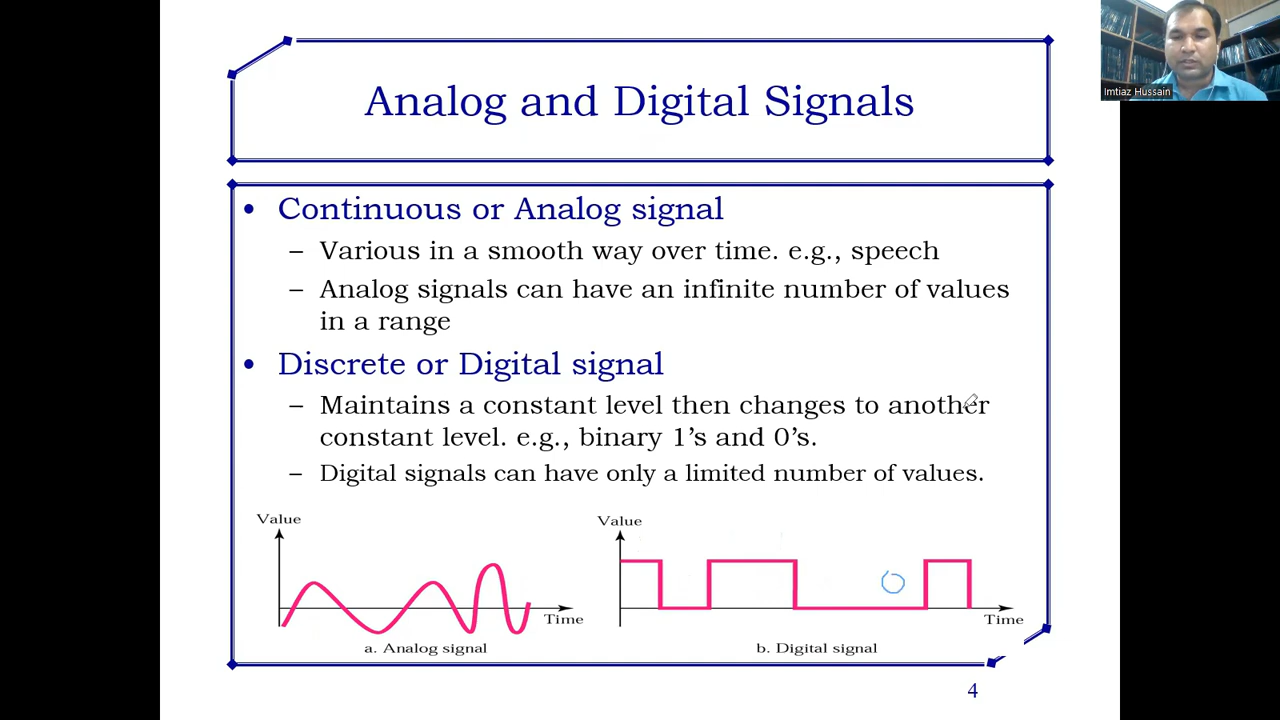 Imtiaz Hussain
Analog and Digital Signals
• Continuous or Analog signal
– Various in a smooth way over time. e.g., speech
– Analog signals can have an infinite number of values
in a range
• Discrete or Digital signal
– Maintains a constant level then changes to another
constant level. e.g., binary 1’s and 0’s.
– Digital signals can have only a limited number of values.
Value
Time
a. Analog signal
Value
Time
b. Digital signal
4